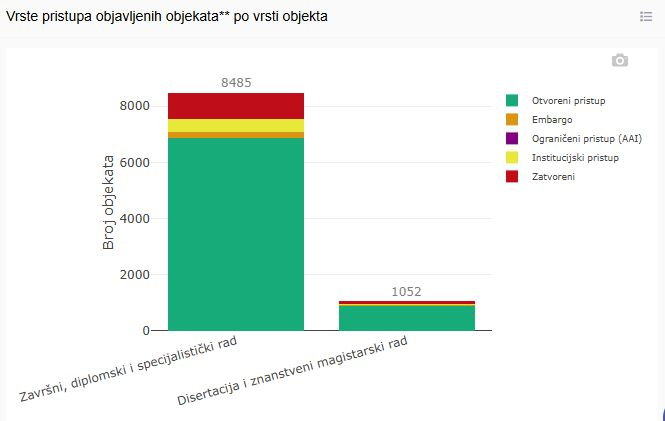 Vrste pristupa objavljenih objekata** po vrsti objekta
8485
8000
6000
4000
2000
0
Broj objekata
1052
Završni, diplomski i specijalistički rad
Disertacija i znanstveni magistarski rad
Otvoreni pristup
Embargo
Ograničeni pristup (AAI)
Institucijski pristup
Zatvoreni